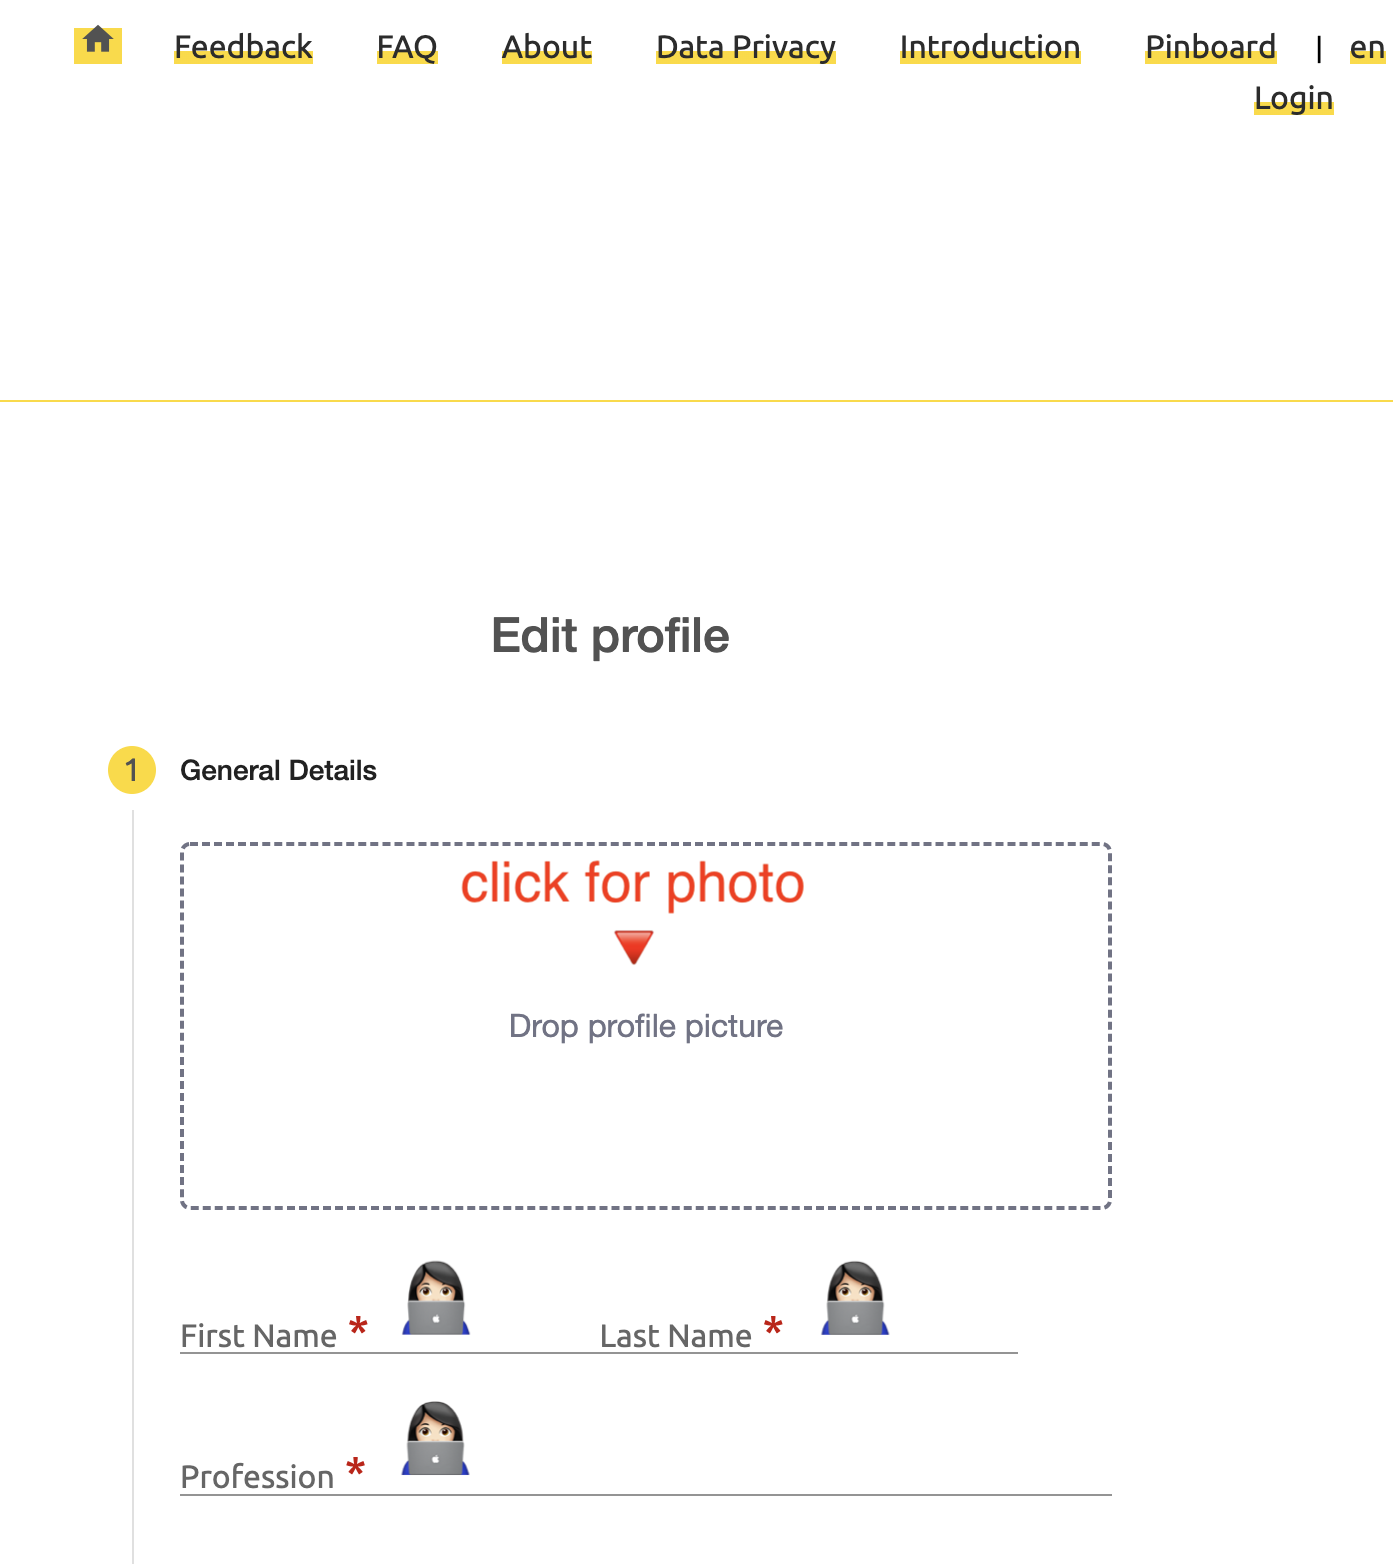 Feedback FAQ About Data Privacy Introduction Pinboard | en
Login
Edit profile
1 General Details
click for photo
Drop profile picture
First Name * Last Name *
Profession *